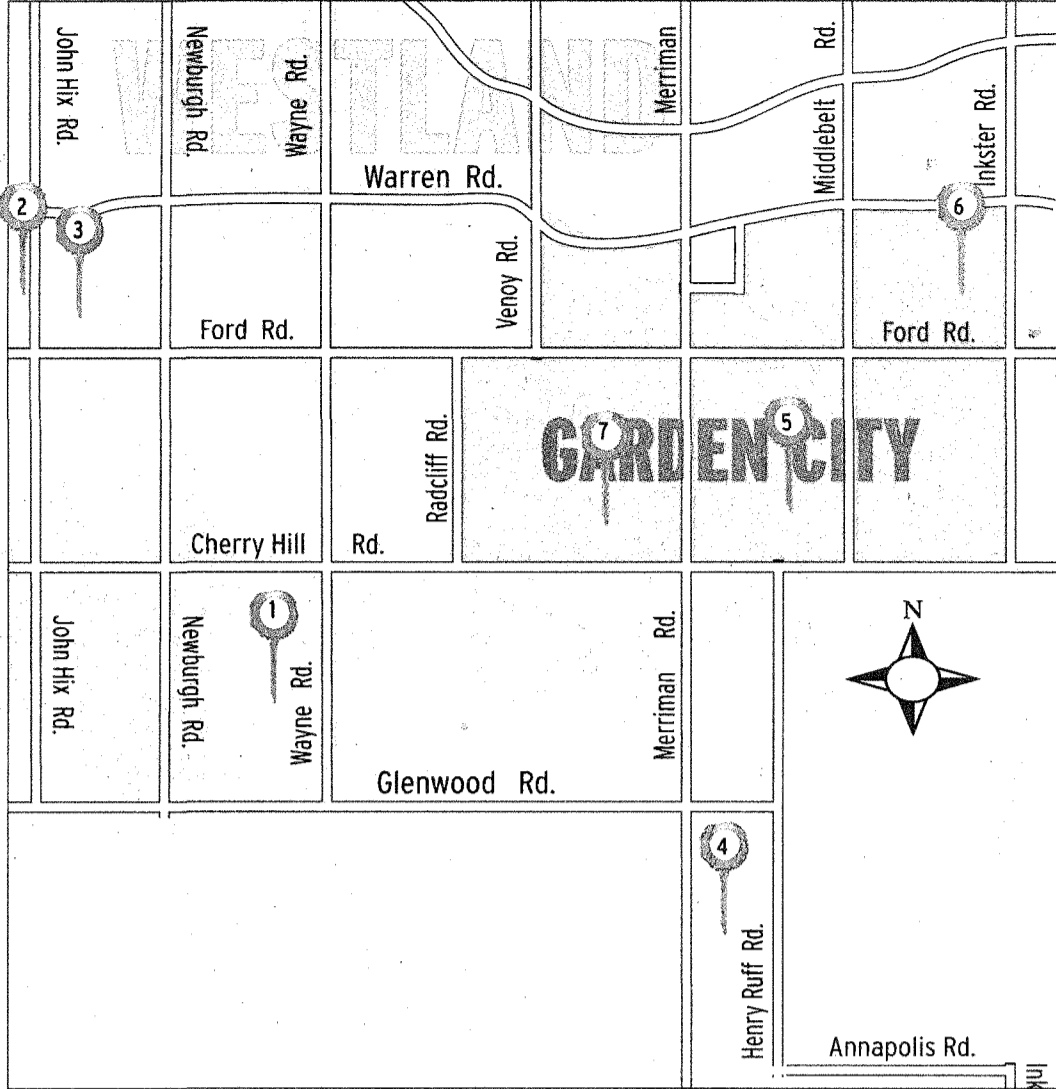 WESTLAND
John Hix Rd.
Newburgh Rd.
Wayne Rd.
Merriman
Middlebelt Rd.
Inkster Rd.
Warren Rd.
2
3
6
Venoy Rd.
Ford Rd.
Ford Rd.
GARDEN CITY
7
5
Radcliff Rd.
Cherry Hill Rd.
1
John Hix Rd.
Newburgh Rd.
Wayne Rd.
Merriman Rd.
N
Glenwood Rd.
4
Henry Ruff Rd.
Annapolis Rd.
Ink